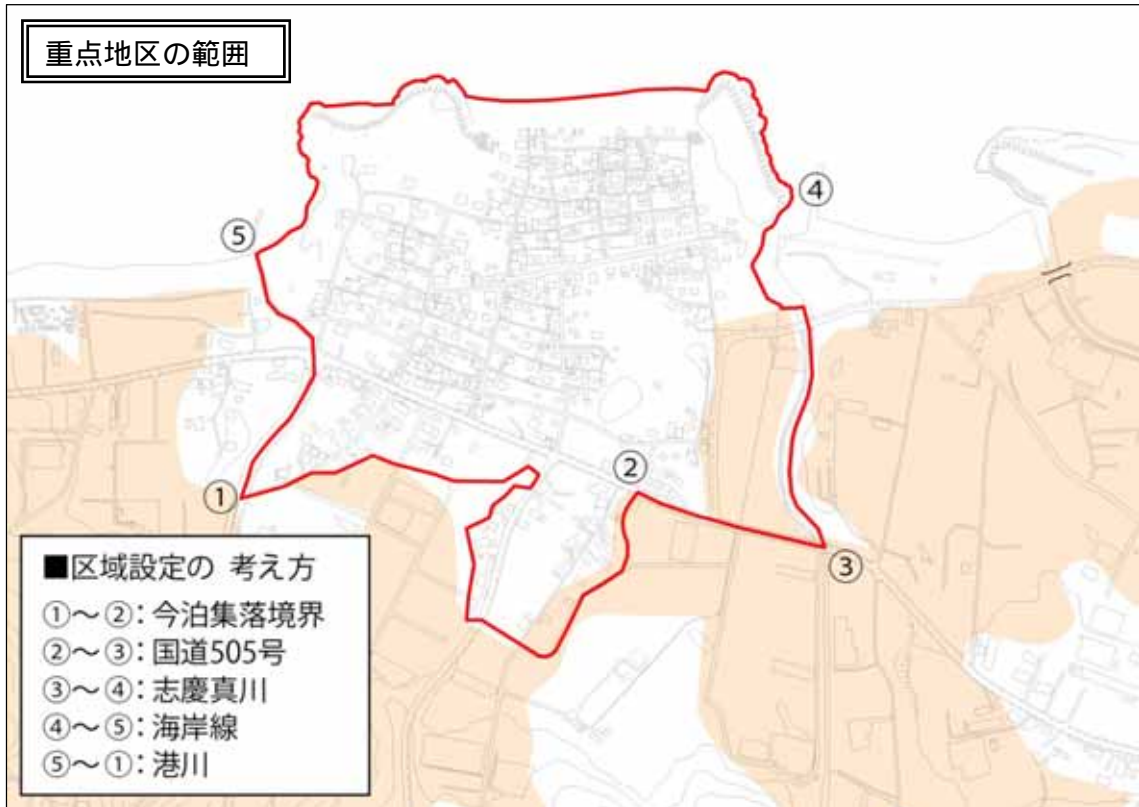 重点地区の範囲
④
⑤
②
①
③
■区域設定の 考え方
①～②：今泊集落境界
②～③：国道505号
③～④：志慶真川
④～⑤：海岸線
⑤～①：港川